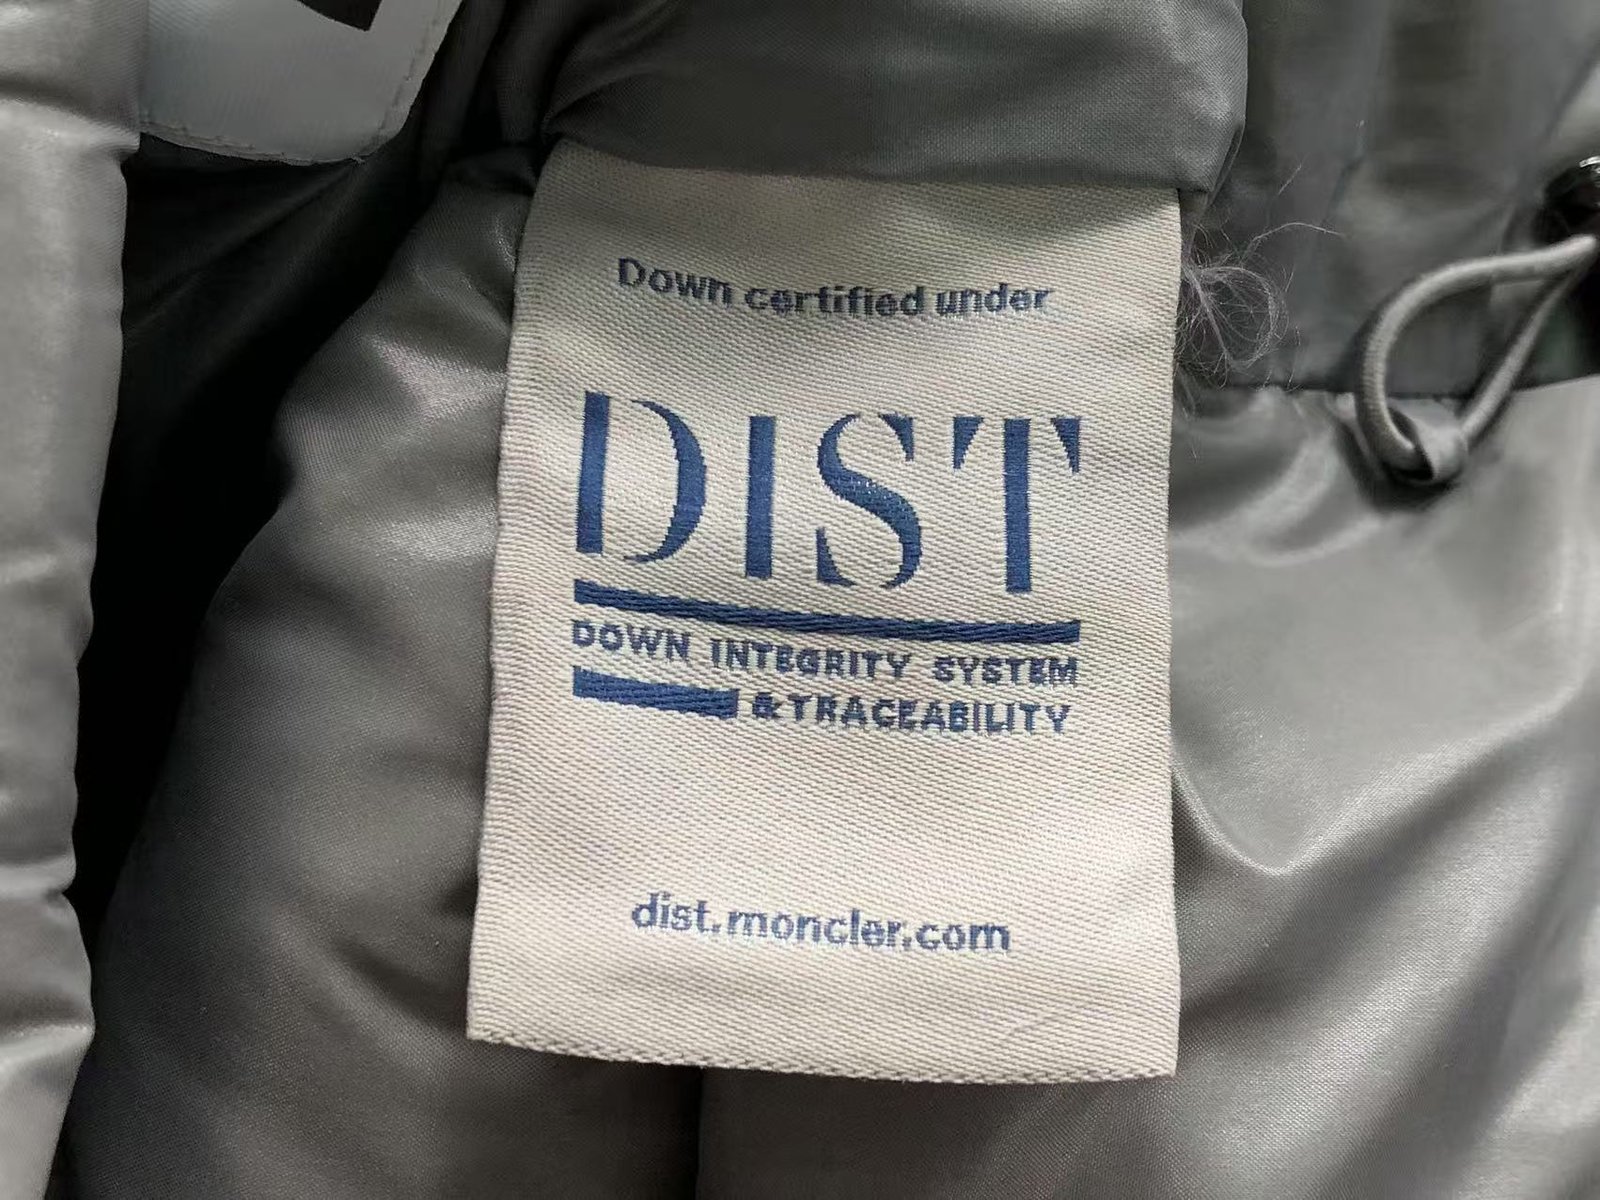 Down certified under
DIST
DOWN INTEGRITY SYSTEM
& TRACEABILITY
dist.moncler.com